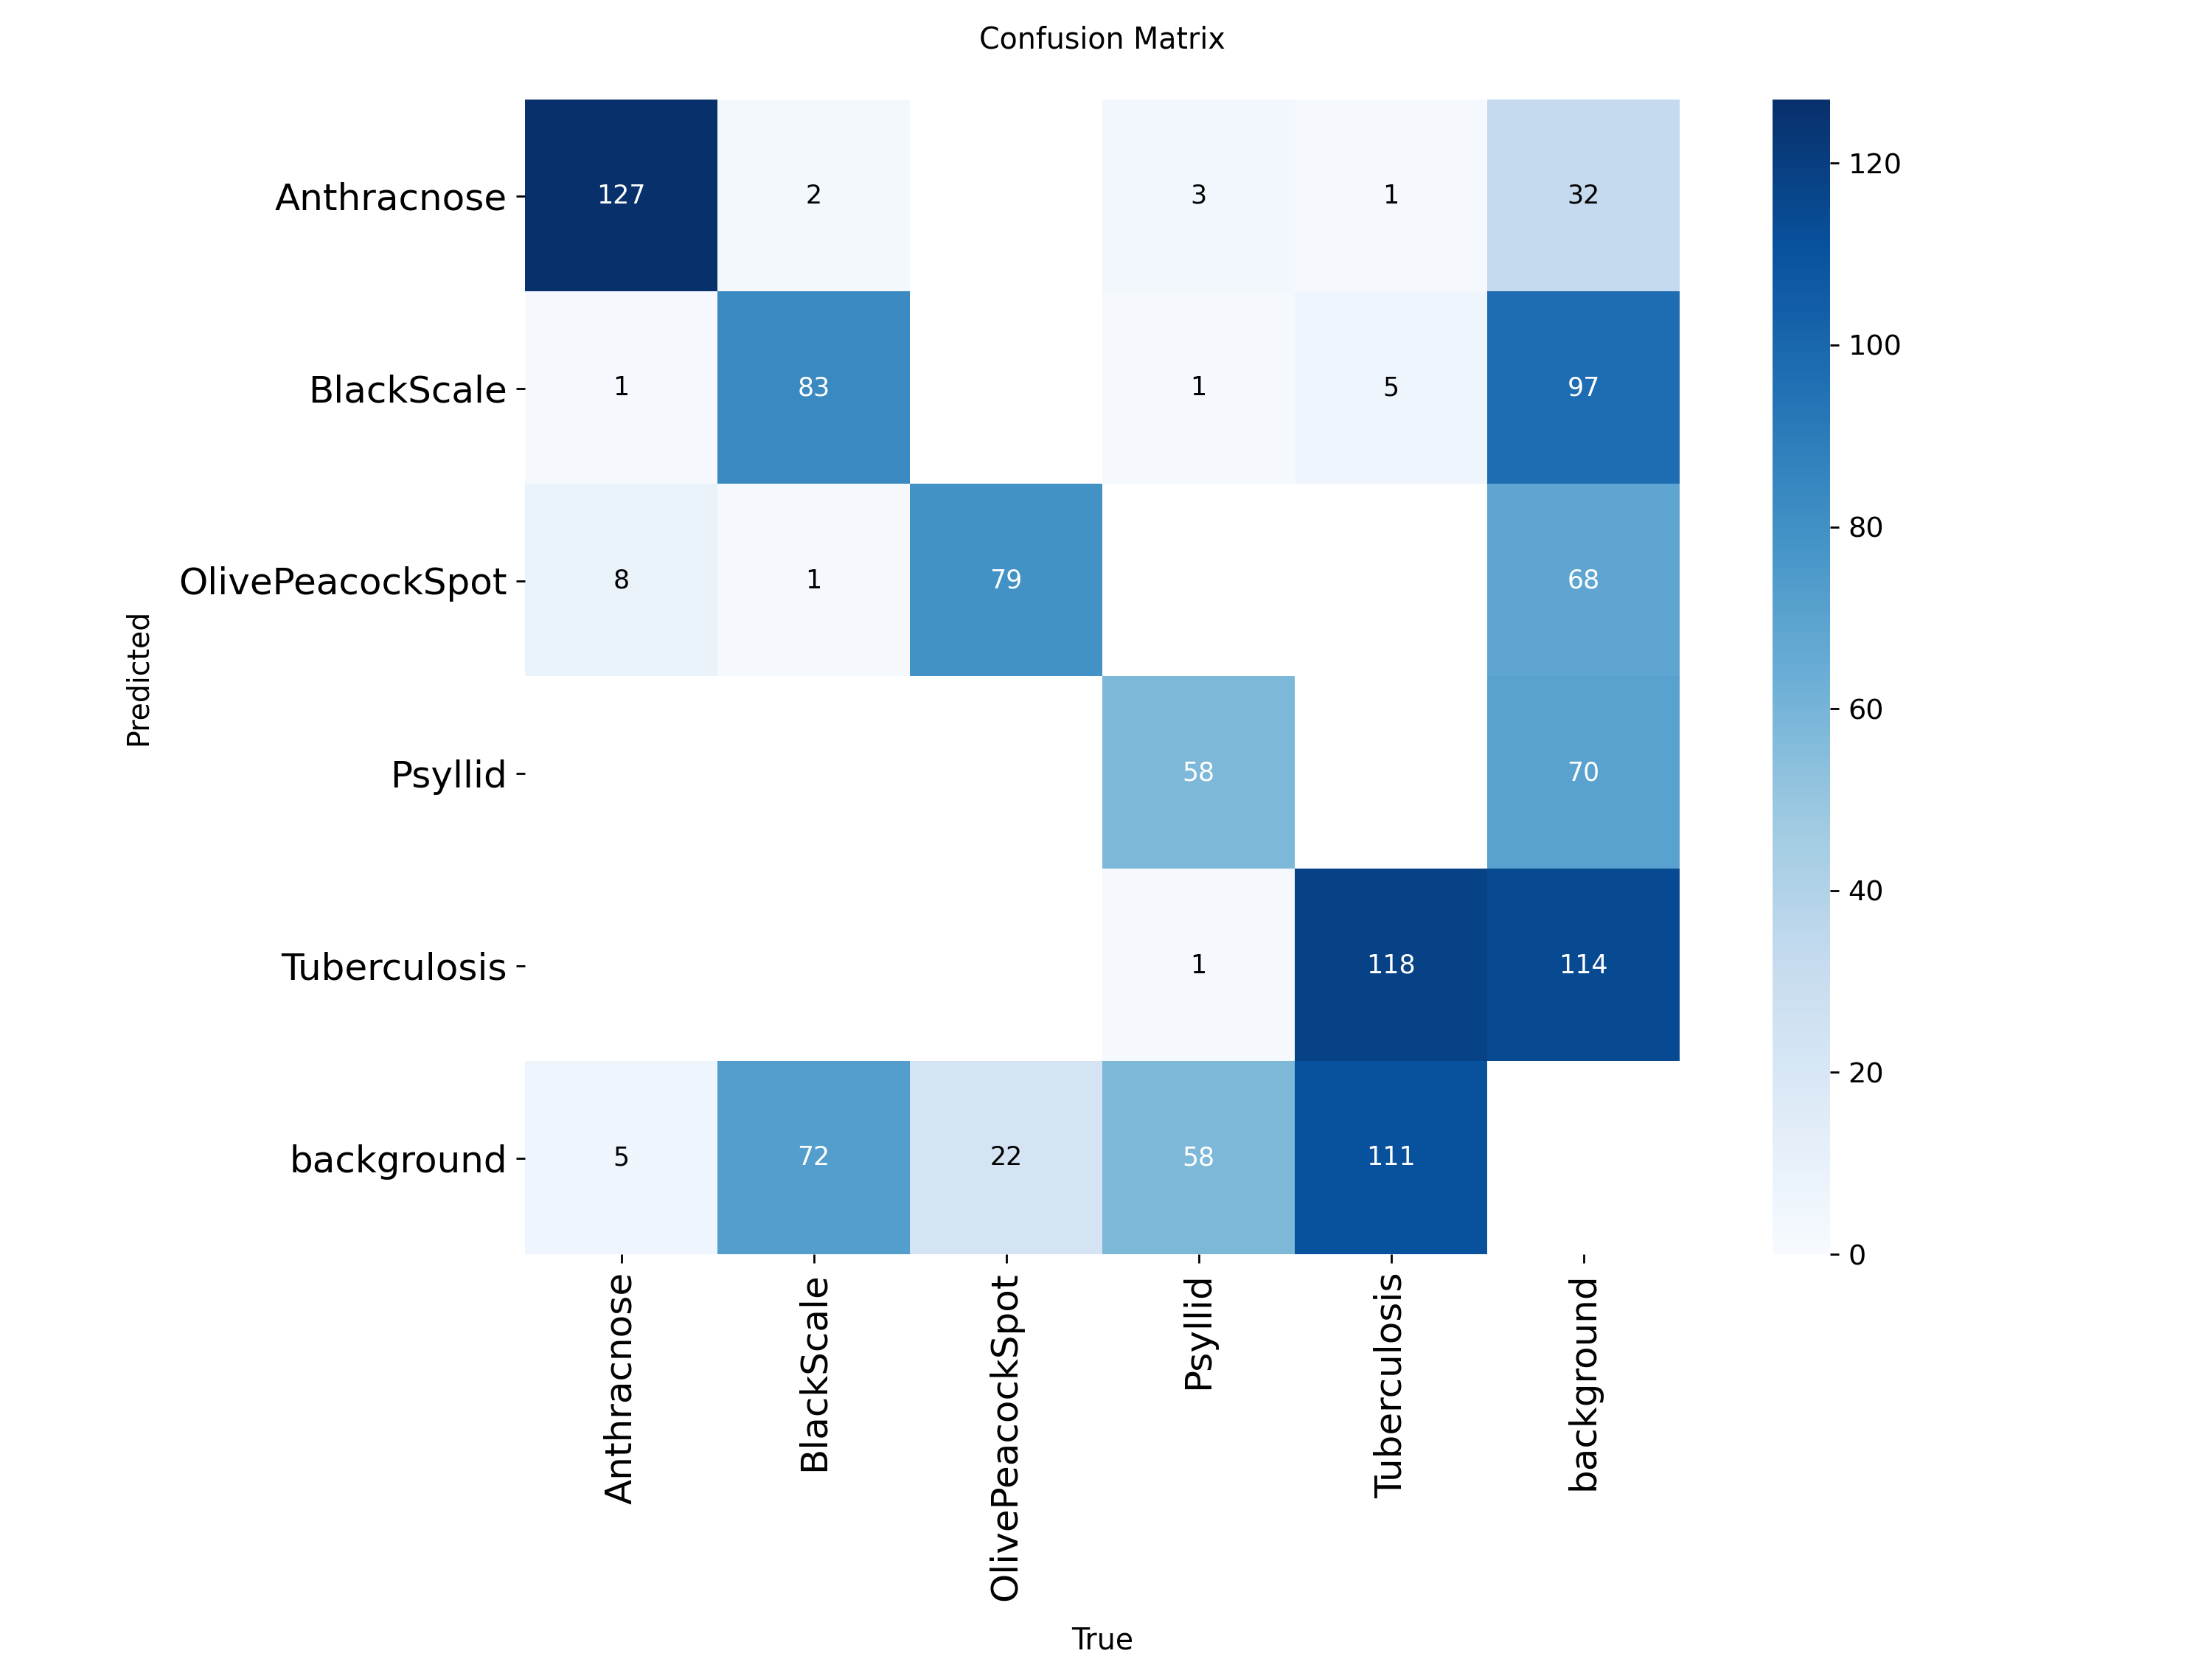 Confusion Matrix
Anthracnose 127 2 3 1 32
BlackScale 1 83 1 5 97
OlivePeacockSpot 8 1 79 68
Psyllid 58 70
Tuberculosis 1 118 114
background 5 72 22 58 111
Predicted
Anthracnose
BlackScale
OlivePeacockSpot
Psyllid
Tuberculosis
background
True
120
100
80
60
40
20
0